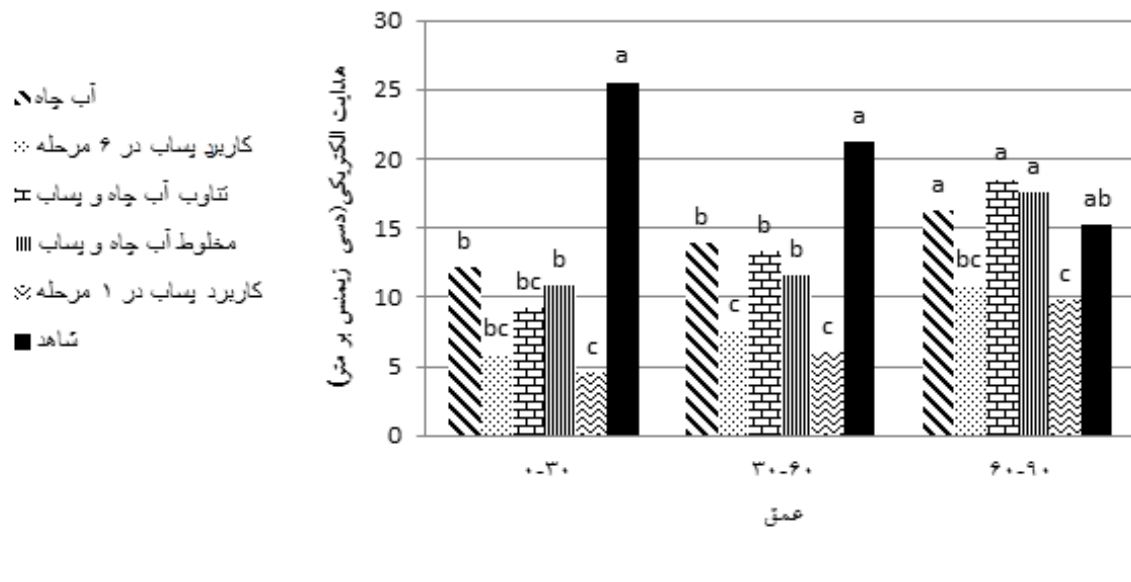 آب چاه
کاربرد پساب در ۶ مرحله
تناوب آب چاه و پساب
مخلوط آب چاه و پساب
کاربرد پساب در ۱ مرحله
شاهد
هدایت الکتریکی(دسی زیمنس بر متر)
30
25
20
15
10
5
0
b
bc
bc
b
c
a
b
c
b
b
c
a
a
bc
a
a
c
ab
۰-۳۰
۳۰-۶۰
۶۰-۹۰
عمق